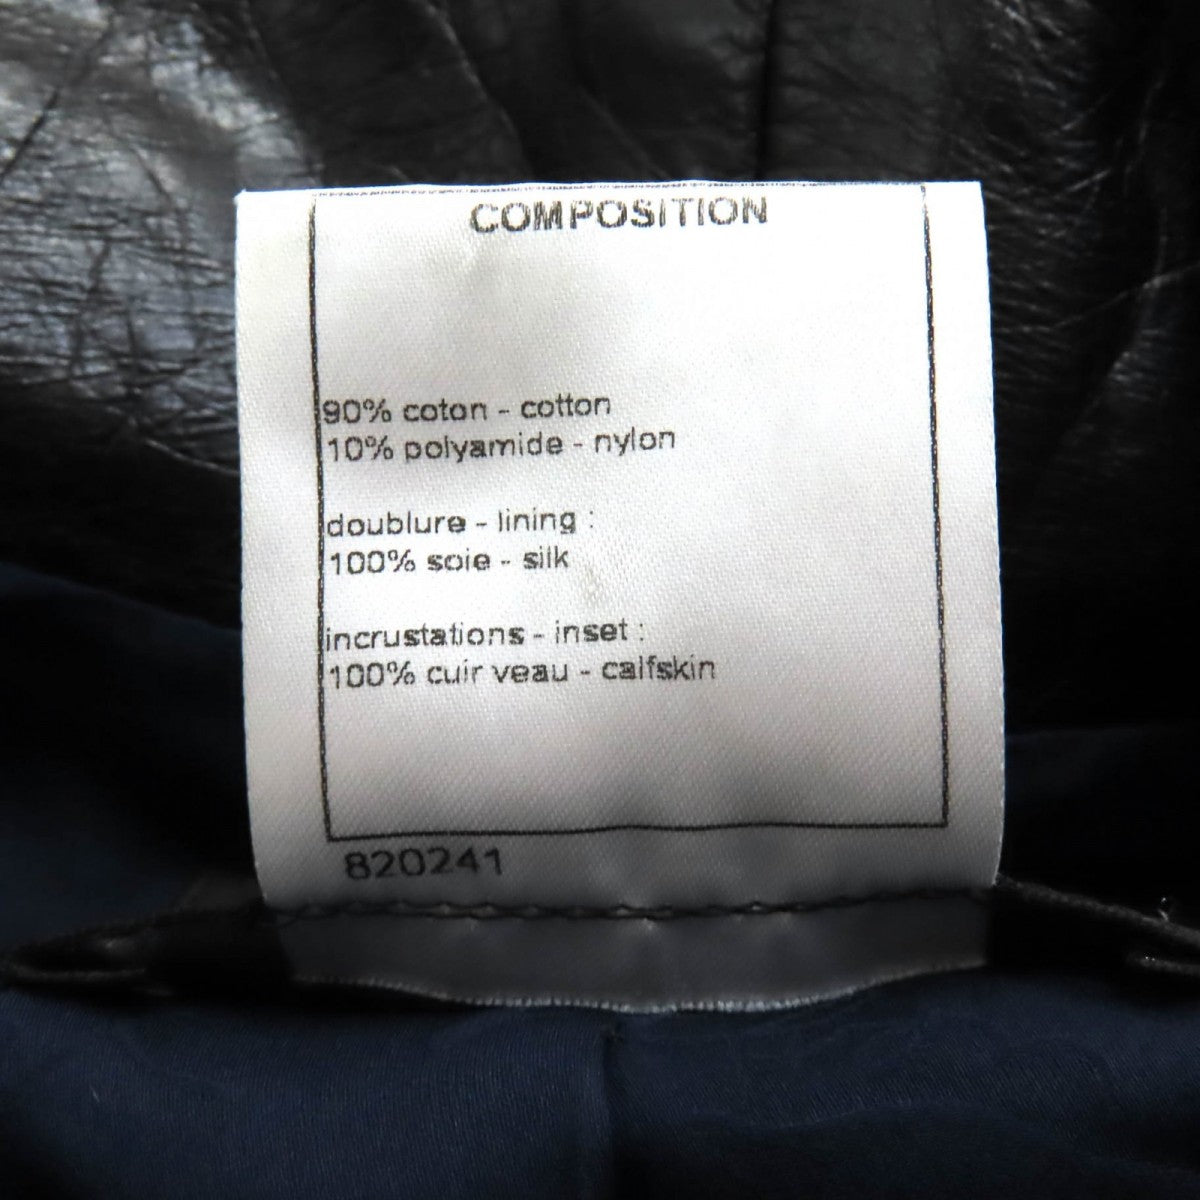 COMPOSITION
90% coton - cotton
10% polyamide - nylon
doublure - lining :
100% soie - silk
incrustations - inset :
100% cuir veau - calfskin
820241